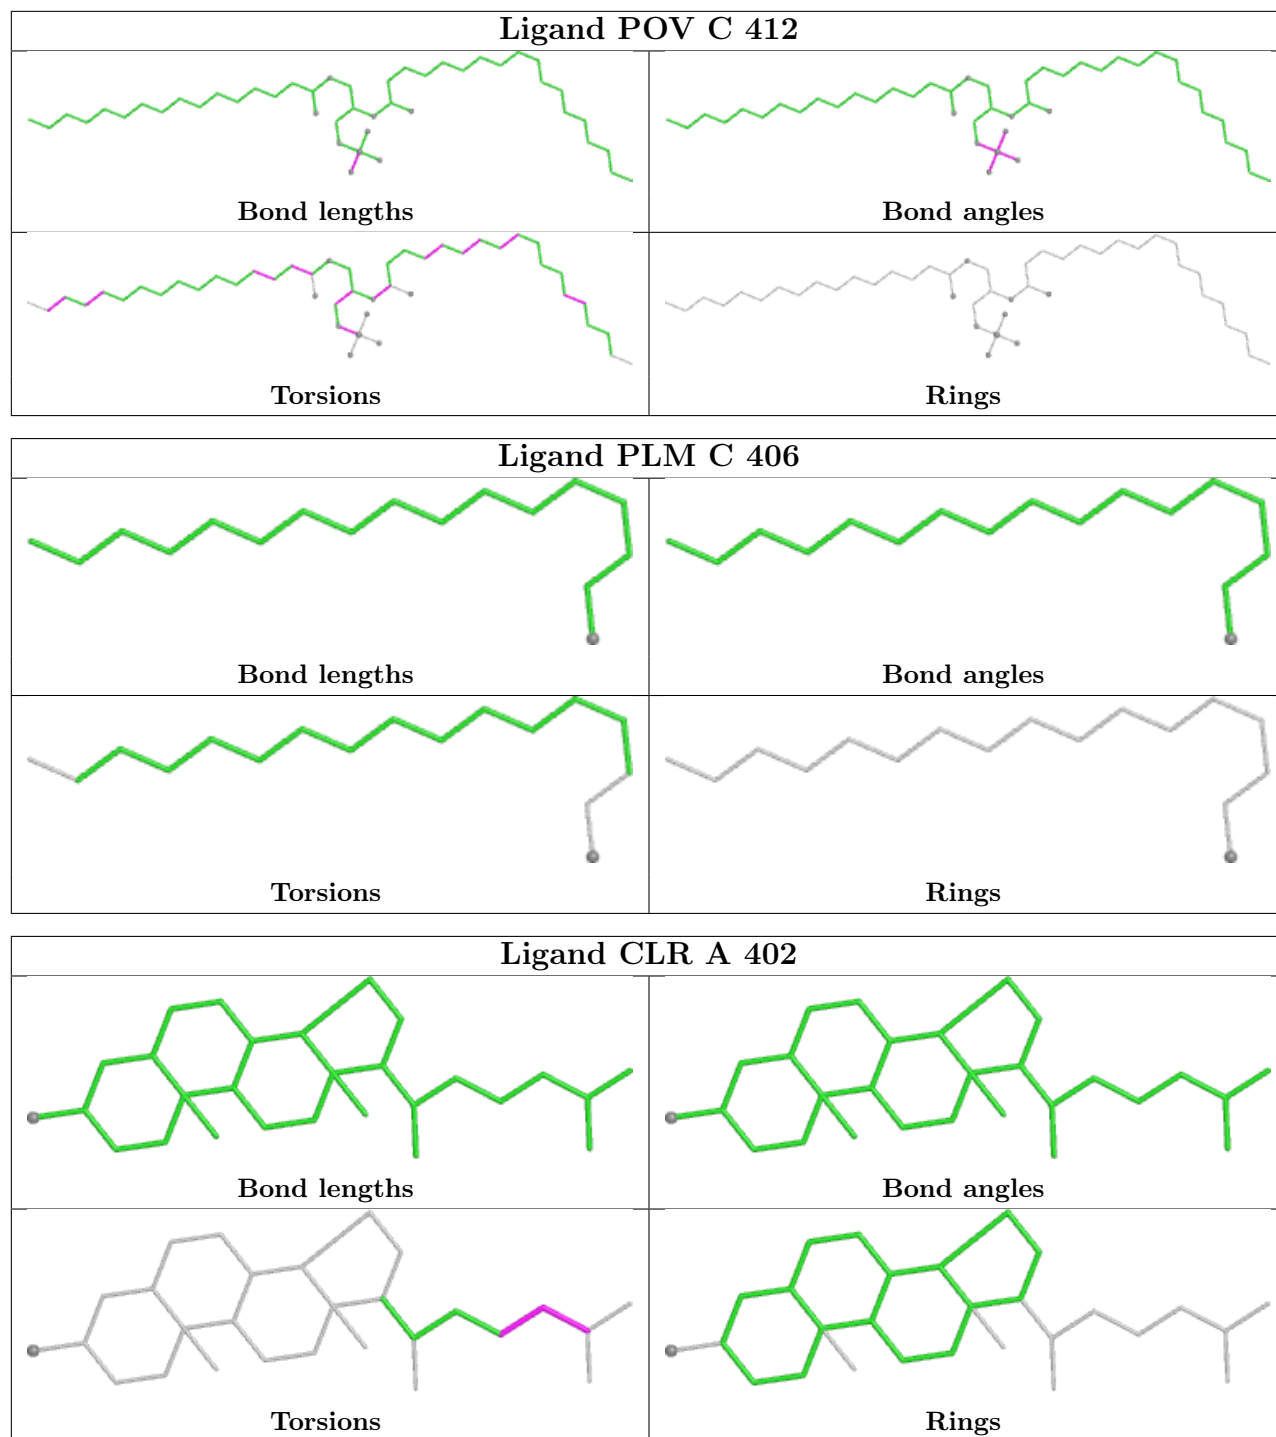 Ligand POV C 412
Bond lengths
Bond angles
Torsions
Rings
Ligand PLM C 406
Bond lengths
Bond angles
Torsions
Rings
Ligand CLR A 402
Bond lengths
Bond angles
Torsions
Rings